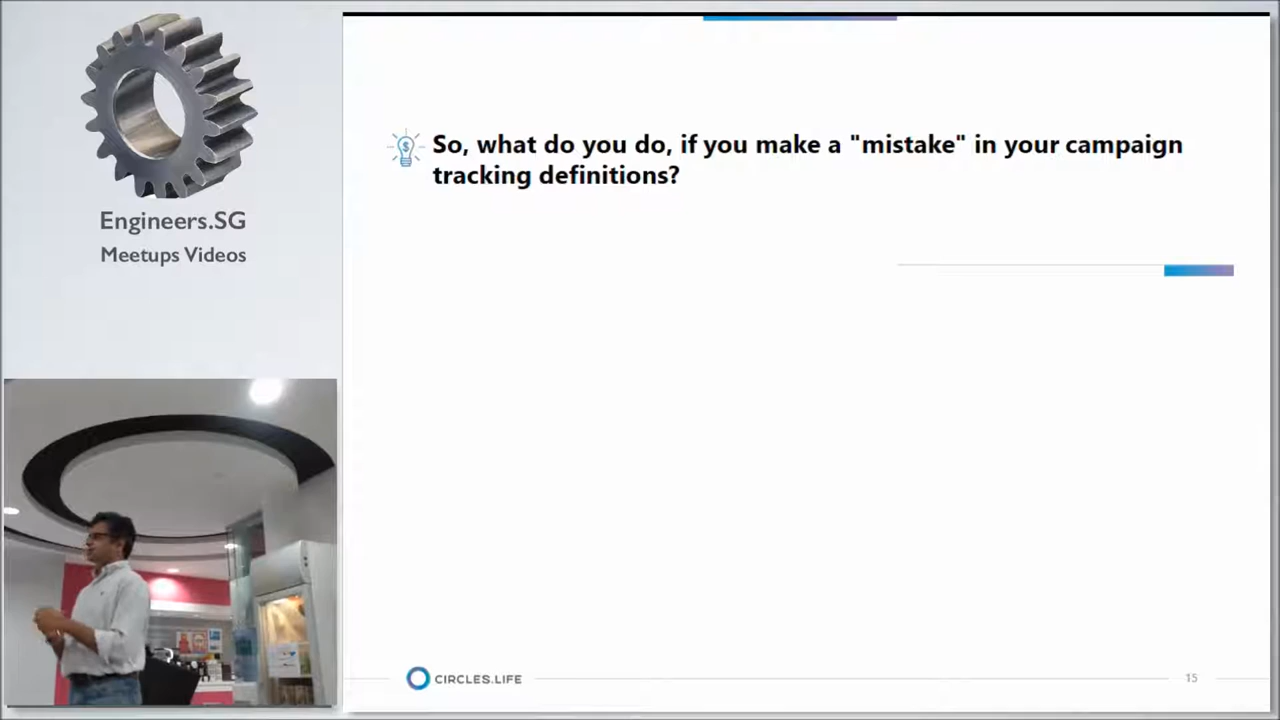 Engineers.SG
Meetups Videos
So, what do you do, if you make a "mistake" in your campaign
tracking definitions?
CIRCLES.LIFE
15